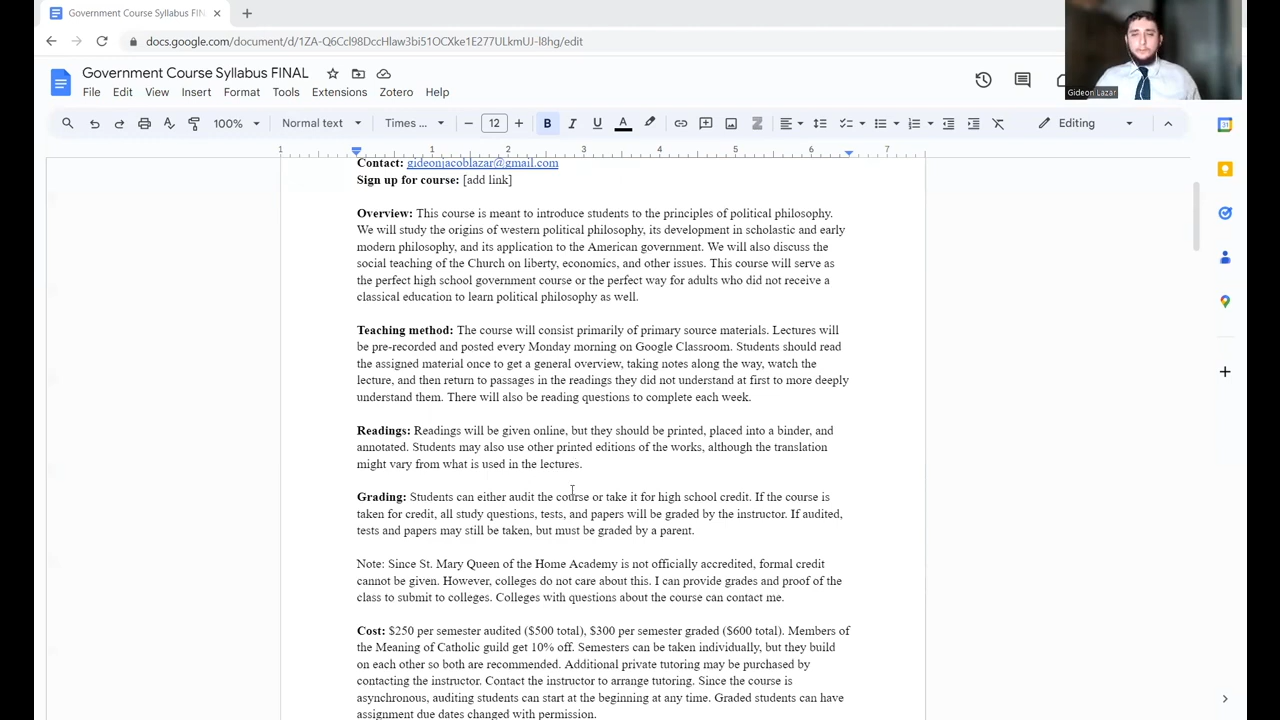 Government Course Syllabus FIN
docs.google.com/document/d/1ZA-Q6Ccl98DccHlaw3bi51OCXke1E277ULkmUJ-l8hg/edit
Government Course Syllabus FINAL
File Edit View Insert Format Tools Extensions Zotero Help
100% Normal text Times ... 12 B I U A Editing
1 1 2 3 4 5 6 7
Gideon Lazar
Contact: gideonjacoblazar@gmail.com
Sign up for course: [add link]
Overview: This course is meant to introduce students to the principles of political philosophy.
We will study the origins of western political philosophy, its development in scholastic and early
modern philosophy, and its application to the American government. We will also discuss the
social teaching of the Church on liberty, economics, and other issues. This course will serve as
the perfect high school government course or the perfect way for adults who did not receive a
classical education to learn political philosophy as well.
Teaching method: The course will consist primarily of primary source materials. Lectures will
be pre-recorded and posted every Monday morning on Google Classroom. Students should read
the assigned material once to get a general overview, taking notes along the way, watch the
lecture, and then return to passages in the readings they did not understand at first to more deeply
understand them. There will also be reading questions to complete each week.
Readings: Readings will be given online, but they should be printed, placed into a binder, and
annotated. Students may also use other printed editions of the works, although the translation
might vary from what is used in the lectures.
Grading: Students can either audit the course or take it for high school credit. If the course is
taken for credit, all study questions, tests, and papers will be graded by the instructor. If audited,
tests and papers may still be taken, but must be graded by a parent.
Note: Since St. Mary Queen of the Home Academy is not officially accredited, formal credit
cannot be given. However, colleges do not care about this. I can provide grades and proof of the
class to submit to colleges. Colleges with questions about the course can contact me.
Cost: $250 per semester audited ($500 total), $300 per semester graded ($600 total). Members of
the Meaning of Catholic guild get 10% off. Semesters can be taken individually, but they build
on each other so both are recommended. Additional private tutoring may be purchased by
contacting the instructor. Contact the instructor to arrange tutoring. Since the course is
asynchronous, auditing students can start at the beginning at any time. Graded students can have
assignment due dates changed with permission.